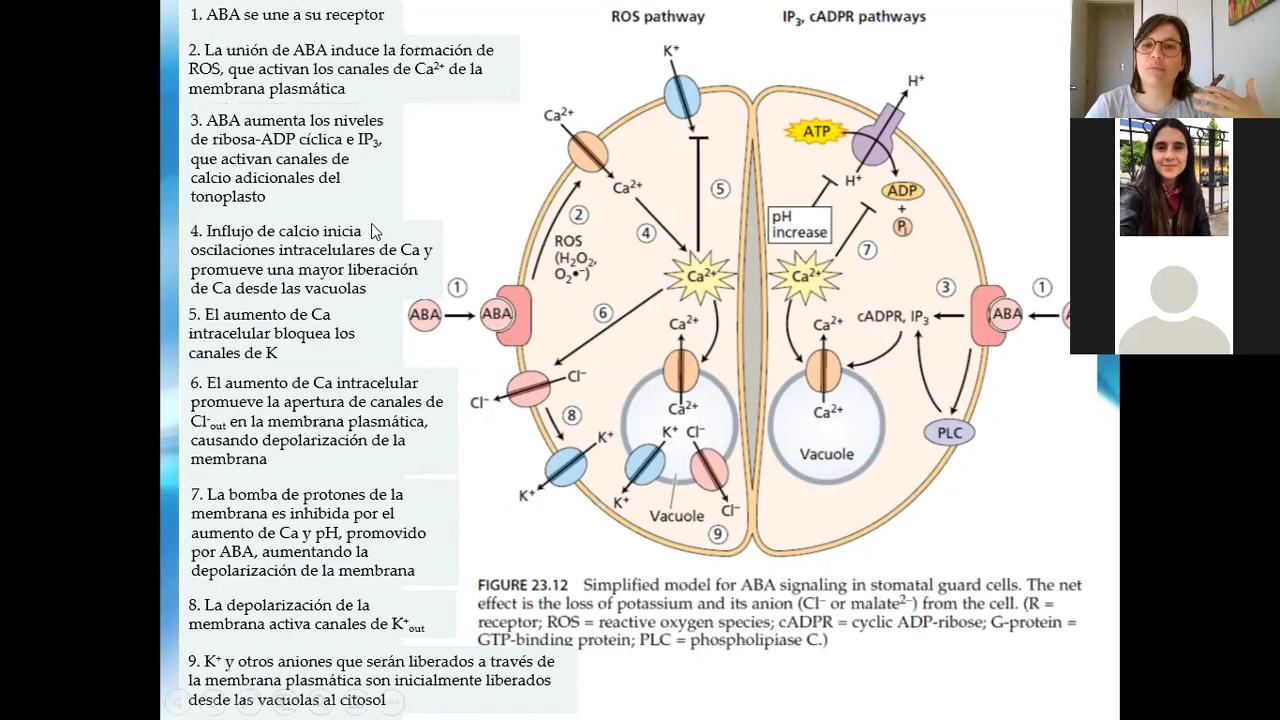 1. ABA se une a su receptor
2. La unión de ABA induce la formación de
ROS, que activan los canales de Ca²⁺ de la
membrana plasmática
3. ABA aumenta los niveles
de ribosa-ADP cíclica e IP₃,
que activan canales de
calcio adicionales del
tonoplasto
4. Influjo de calcio inicia
oscilaciones intracelulares de Ca y
promueve una mayor liberación
de Ca desde las vacuolas
5. El aumento de Ca
intracelular bloquea los
canales de K
6. El aumento de Ca intracelular
promueve la apertura de canales de
Cl⁻out en la membrana plasmática,
causando depolarización de la
membrana
7. La bomba de protones de la
membrana es inhibida por el
aumento de Ca y pH, promovido
por ABA, aumentando la
depolarización de la membrana
8. La depolarización de la
membrana activa canales de K⁺out
9. K⁺ y otros aniones que serán liberados a través de
la membrana plasmática son inicialmente liberados
desde las vacuolas al citosol
ROS pathway
K⁺
Ca²⁺
Ca²⁺
2
ROS
(H₂O₂,
O₂•⁻)
4
5
Ca²⁺
1
ABA
ABA
6
Ca²⁺
Cl⁻
Cl⁻
8
Ca²⁺
K⁺
K⁺
K⁺ Cl⁻
K⁺
Vacuole
Cl⁻
9
IP₃, cADPR pathways
H⁺
ATP
H⁺
ADP
+
Pᵢ
pH
increase
7
Ca²⁺
3
1
Ca²⁺
cADPR, IP₃
ABA
Ca²⁺
PLC
Vacuole
FIGURE 23.12 Simplified model for ABA signaling in stomatal guard cells. The net
effect is the loss of potassium and its anion (Cl⁻ or malate²⁻) from the cell. (R =
receptor; ROS = reactive oxygen species; cADPR = cyclic ADP-ribose; G-protein =
GTP-binding protein; PLC = phospholipiase C.)